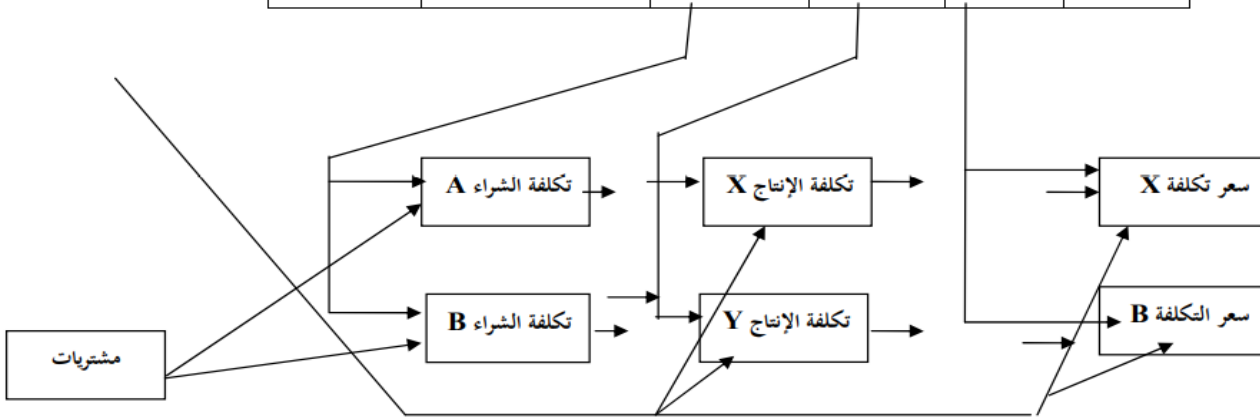 سعر تكلفة X
تكلفة الإنتاج X
تكلفة الشراء A
سعر التكلفة B
تكلفة الإنتاج Y
تكلفة الشراء B
مشتريات